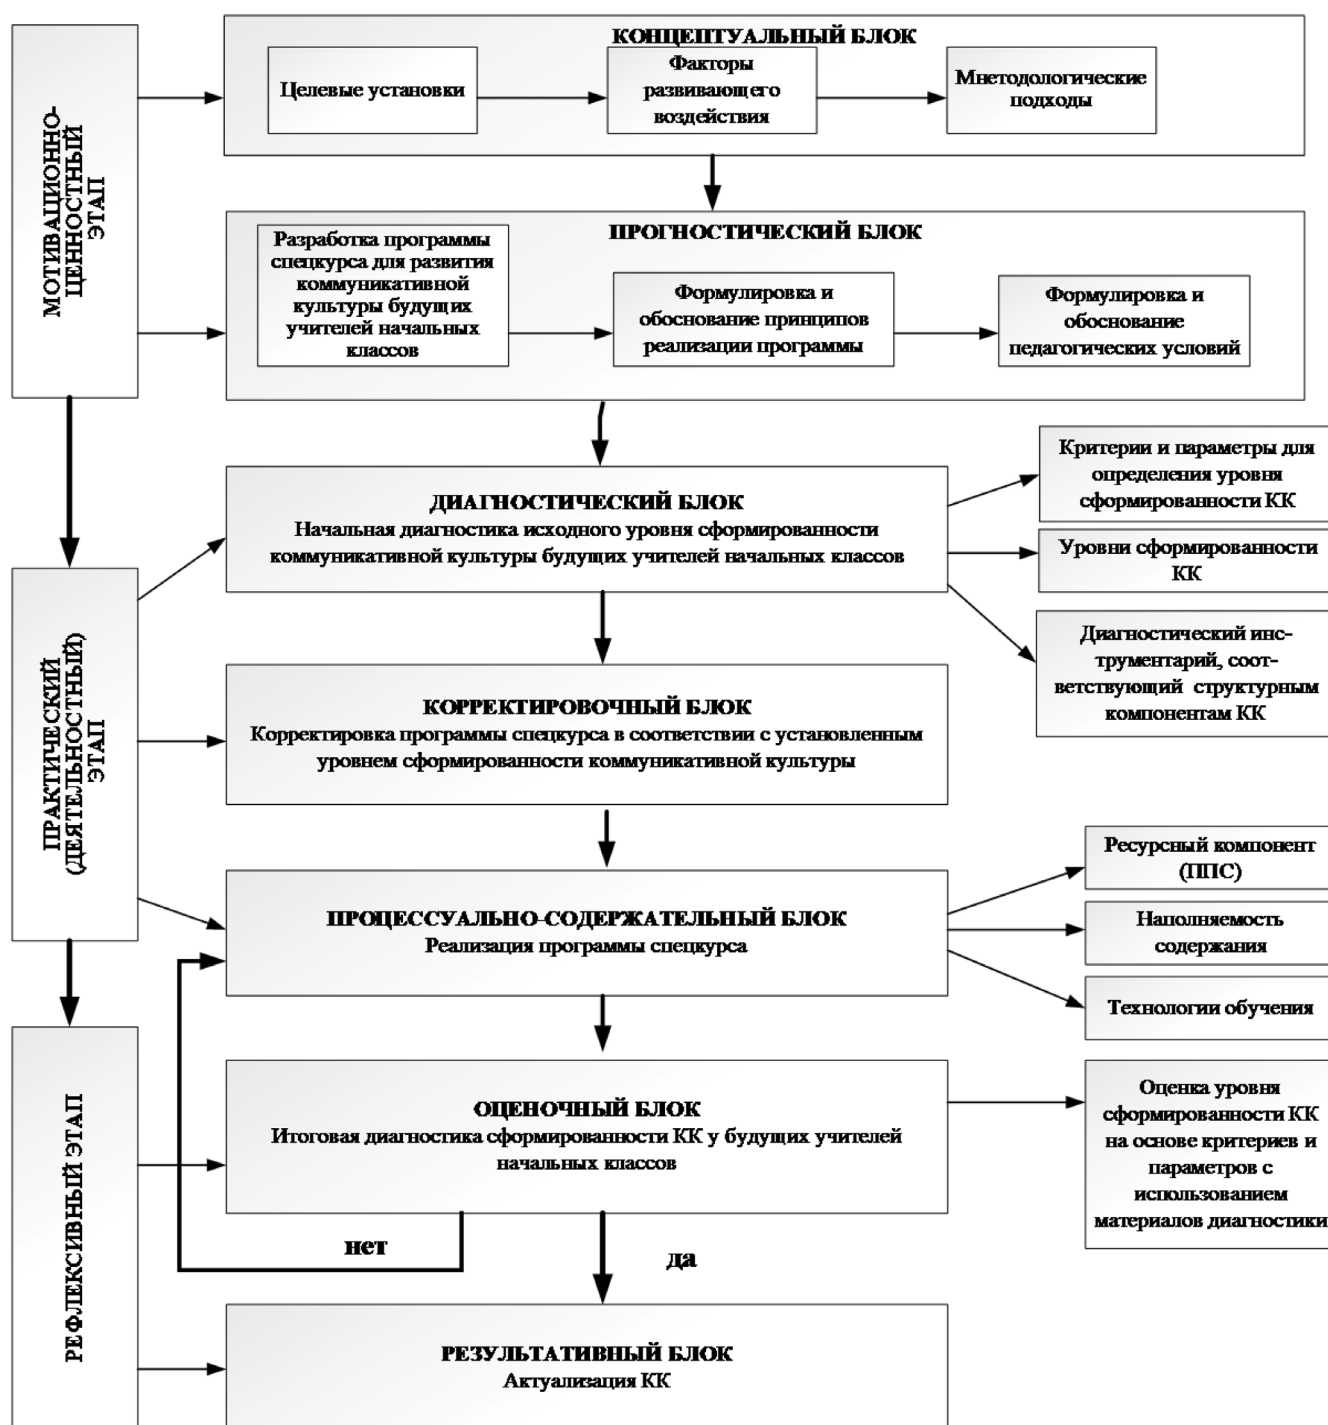 МОТИВАЦИОННО-
ЦЕННОСТНЫЙ
ЭТАП
КОНЦЕПТУАЛЬНЫЙ БЛОК
Целевые установки
Факторы
развивающего
воздействия
Мнетодологические
подходы
ПРОГНОСТИЧЕСКИЙ БЛОК
Разработка программы
спецкурса для развития
коммуникативной
культуры будущих
учителей начальных
классов
Формулировка и
обоснование принципов
реализации программы
Формулировка и
обоснование
педагогических условий
ПРАКТИЧЕСКИЙ
(ДЕЯТЕЛЬНОСТНЫЙ)
ЭТАП
ДИАГНОСТИЧЕСКИЙ БЛОК
Начальная диагностика исходного уровня сформированности
коммуникативной культуры будущих учителей начальных классов
Критерии и параметры для
определения уровня
сформированности КК
Уровни сформированности
КК
Диагностический инс-
трументарий, соот-
ветствующий структурным
компонентам КК
КОРРЕКТИРОВОЧНЫЙ БЛОК
Корректировка программы спецкурса в соответствии с установленным
уровнем сформированности коммуникативной культуры
ПРОЦЕССУАЛЬНО-СОДЕРЖАТЕЛЬНЫЙ БЛОК
Реализация программы спецкурса
Ресурсный компонент
(ППС)
Наполняемость
содержания
Технологии обучения
РЕФЛЕКСИВНЫЙ ЭТАП
ОЦЕНОЧНЫЙ БЛОК
Итоговая диагностика сформированности КК у будущих учителей
начальных классов
Оценка уровня
сформированности КК
на основе критериев и
параметров с
использованием
материалов диагностики
нет
да
РЕЗУЛЬТАТИВНЫЙ БЛОК
Актуализация КК